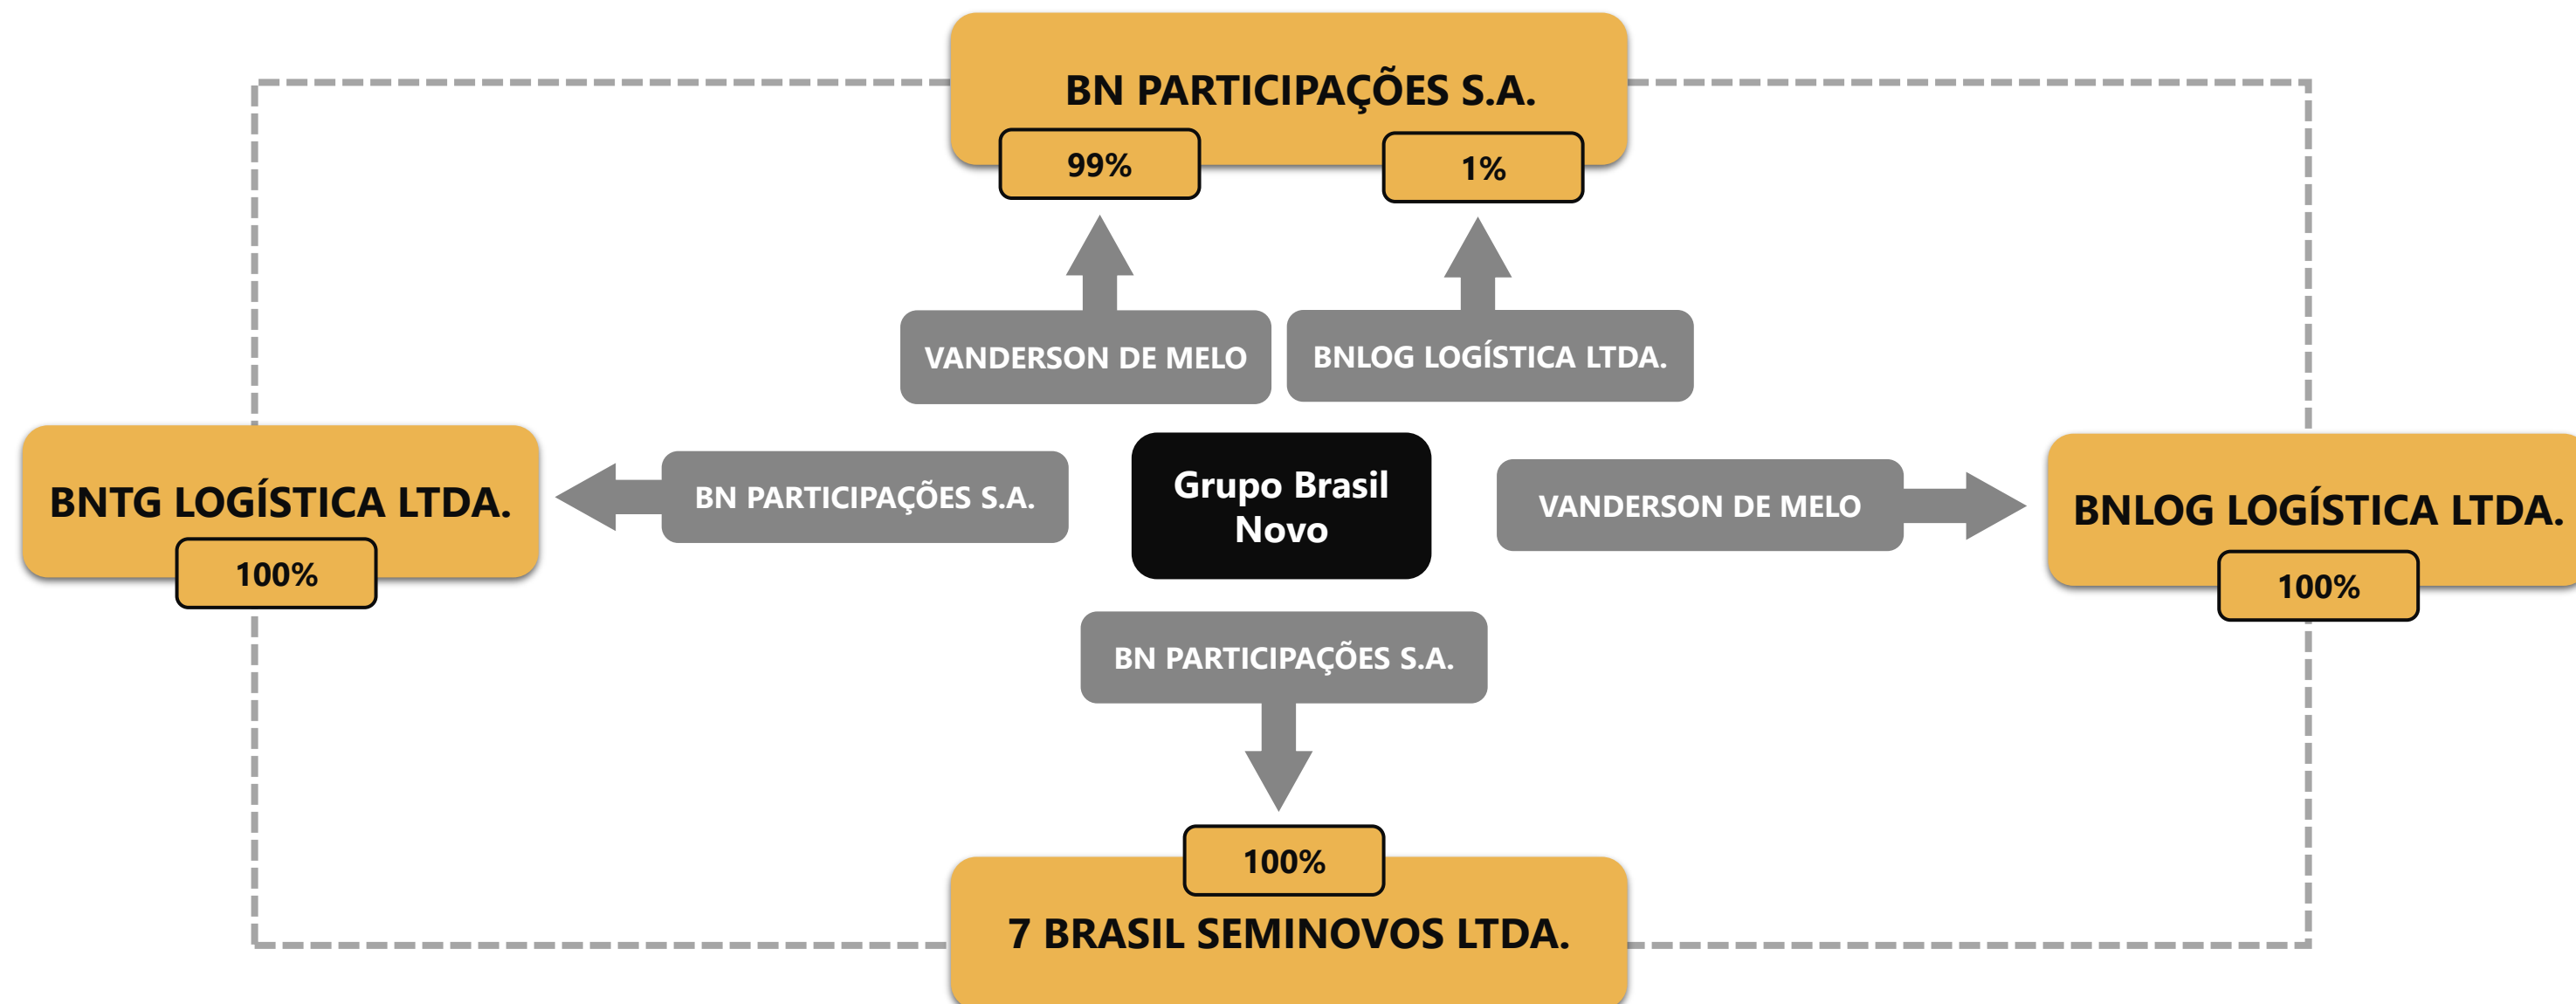 BN PARTICIPAÇÕES S.A.
99%
1%
VANDERSON DE MELO
BNLOG LOGÍSTICA LTDA.
BNTG LOGÍSTICA LTDA.
100%
BN PARTICIPAÇÕES S.A.
Grupo Brasil
Novo
VANDERSON DE MELO
BNLOG LOGÍSTICA LTDA.
100%
BN PARTICIPAÇÕES S.A.
100%
7 BRASIL SEMINOVOS LTDA.